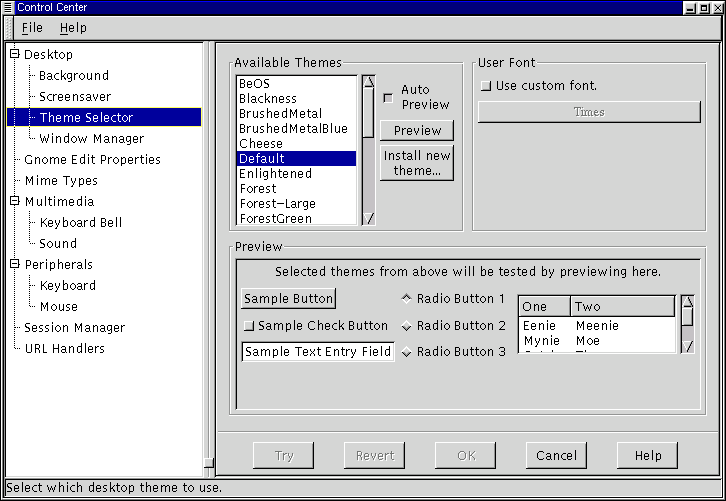 Control Center
File Help
Desktop
Background
Screensaver
Theme Selector
Window Manager
Gnome Edit Properties
Mime Types
Multimedia
Keyboard Bell
Sound
Peripherals
Keyboard
Mouse
Session Manager
URL Handlers
Available Themes
BeOS
Blackness
BrushedMetal
BrushedMetalBlue
Cheese
Default
Enlightened
Forest
Forest-Large
ForestGreen
Auto
Preview
Preview
Install new
theme...
User Font
Use custom font.
Times
Preview
Selected themes from above will be tested by previewing here.
Sample Button
Sample Check Button
Sample Text Entry Field
Radio Button 1
Radio Button 2
Radio Button 3
One Two
Eenie Meenie
Mynie Moe
Try Revert OK Cancel Help
Select which desktop theme to use.